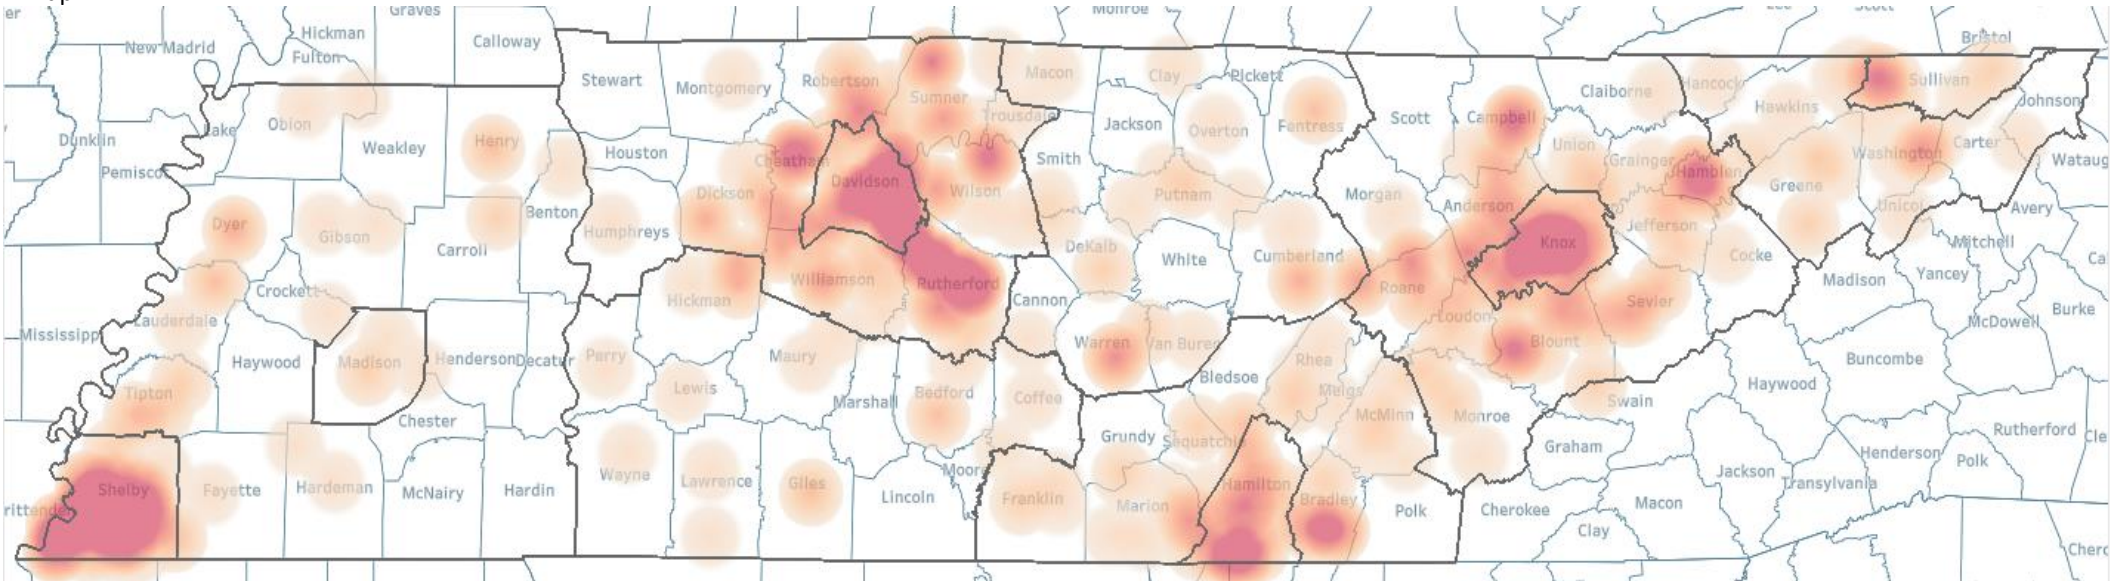 Graves
Monroe
Scott
New Madrid
Hickman
Fulton
Calloway
Bristol
Stewart
Montgomery
Robertson
Macon
Clay
Pickett
Claiborne
Hancock
Sullivan
Johnson
Obion
Lake
Sumner
Trousdale
Hawkins
Dunklin
Weakley
Henry
Houston
Cheatham
Jackson
Overton
Fentress
Scott
Campbell
Union
Grainger
Washington
Carter
Watauga
Pemisco
Smith
Hamblen
Greene
Dickson
Davidson
Wilson
Putnam
Morgan
Anderson
Unicoi
Avery
Dyer
Gibson
Carroll
Benton
Humphreys
DeKalb
White
Cumberland
Knox
Jefferson
Cocke
Mitchell
Crockett
Hickman
Williamson
Rutherford
Cannon
Roane
Sevier
Madison
Yancey
Burke
Mississippi
Lauderdale
Loudon
McDowell
Haywood
Madison
Henderson
Decatur
Perry
Maury
Warren
Van Buren
Rhea
Blount
Buncombe
Tipton
Lewis
Marshall
Bedford
Coffee
Bledsoe
Meigs
McMinn
Monroe
Swain
Haywood
Chester
Grundy
Sequatchie
Graham
Rutherford
Cle
Shelby
Fayette
Hardeman
McNairy
Hardin
Wayne
Lawrence
Giles
Lincoln
Moore
Franklin
Marion
Hamilton
Bradley
Polk
Cherokee
Macon
Jackson
Transylvania
Henderson
Polk
rittenden
Clay
Cherc